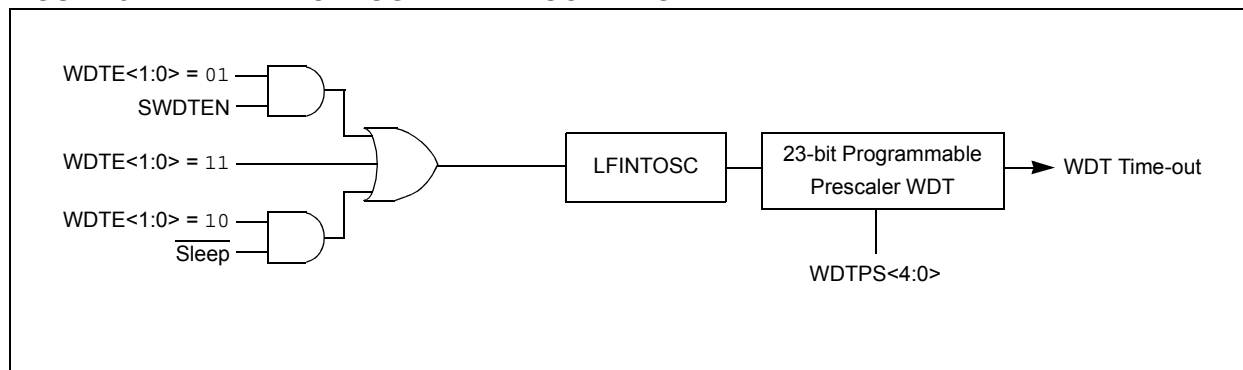 WDTE<1:0> = 01
SWDTEN
WDTE<1:0> = 11
WDTE<1:0> = 10
Sleep
LFINTOSC
23-bit Programmable
Prescaler WDT
WDT Time-out
WDTPS<4:0>